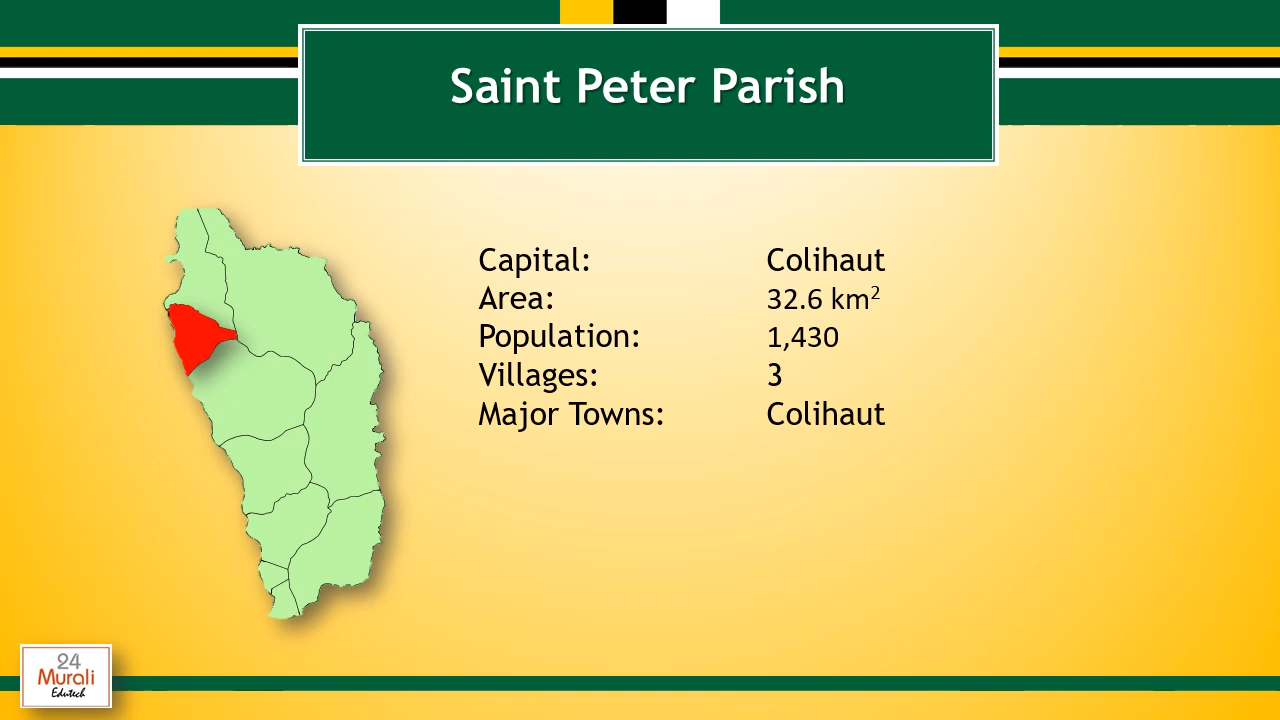 Saint Peter Parish
Capital: Colihaut
Area: 32.6 km²
Population: 1,430
Villages: 3
Major Towns: Colihaut
24
Murali
Edutech